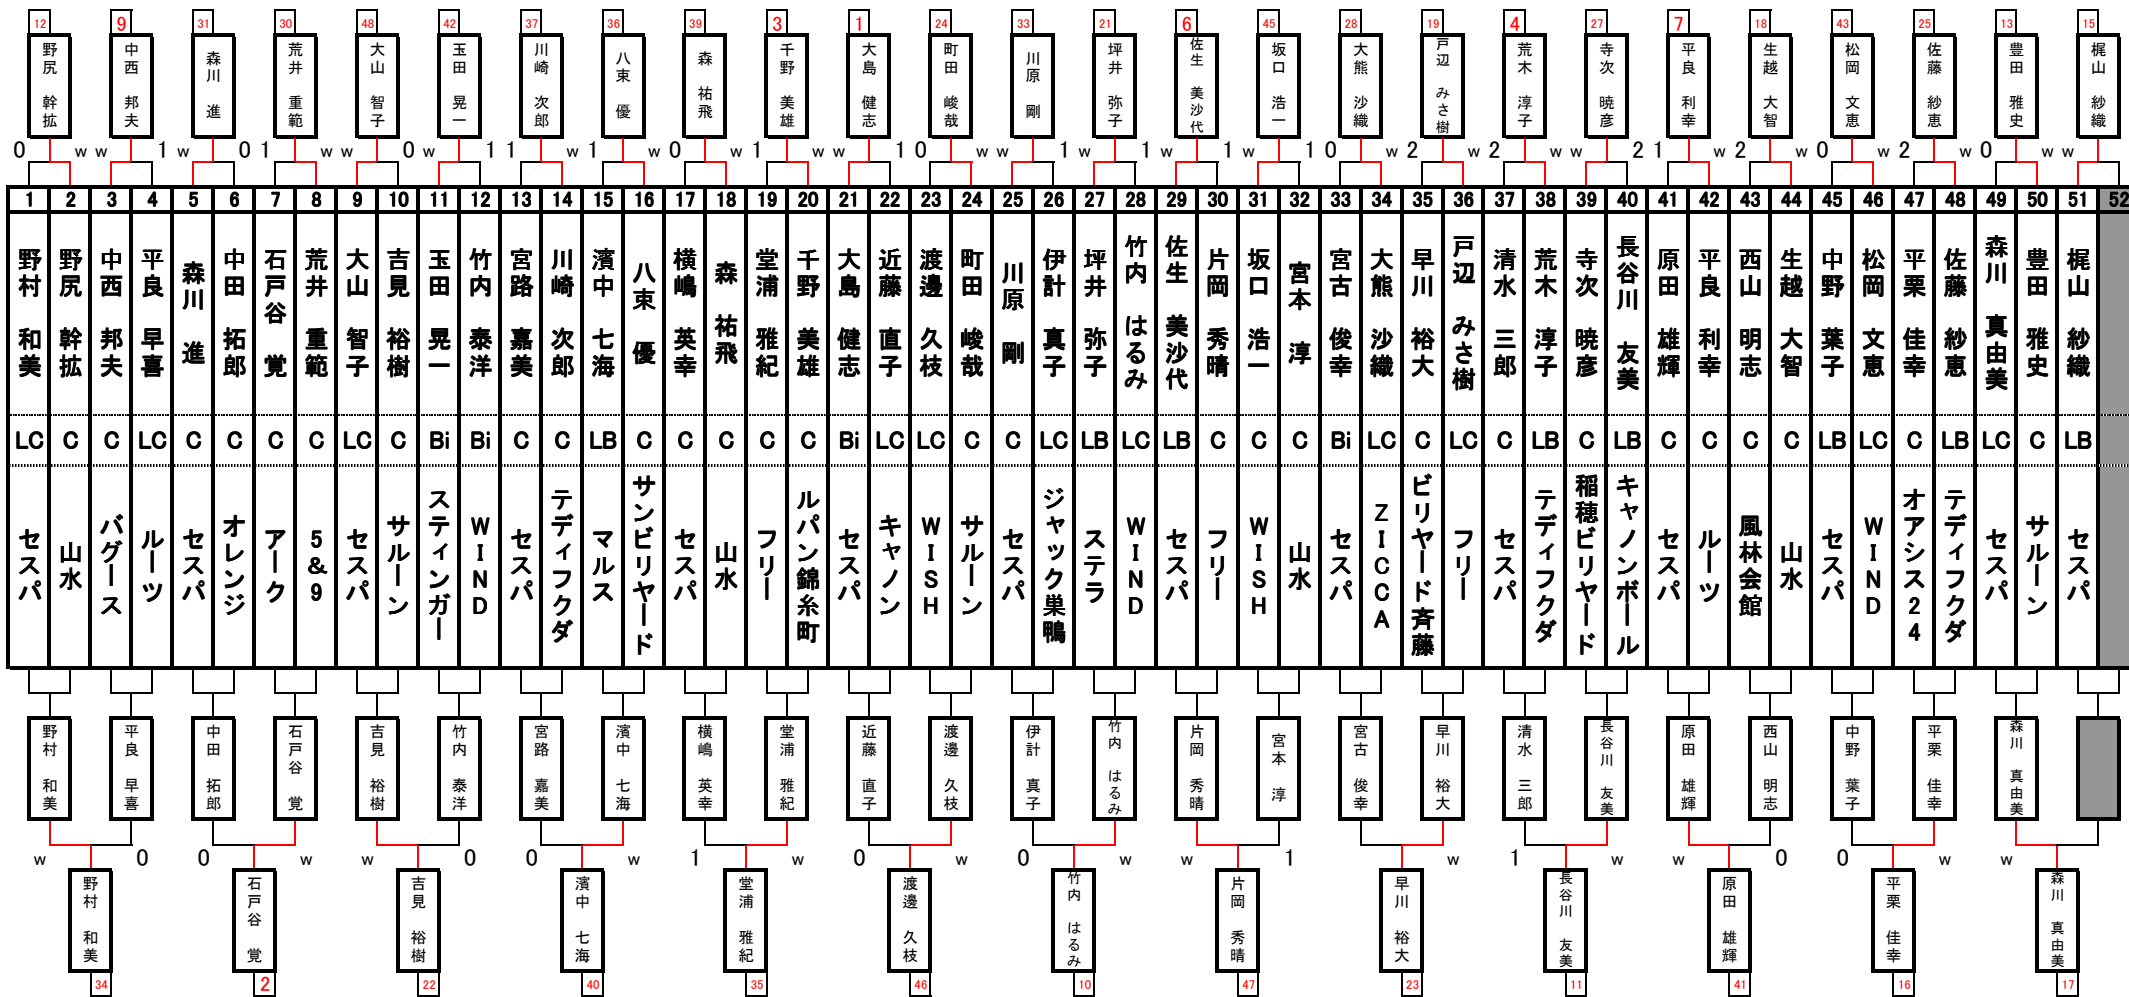 12 9 31 30 48 42 37 36 39 3 1 24 33 21 6 45 28 19 4 27 7 18 43 25 13 15
野尻 幹拡
中西 邦夫
森川 進
荒井 重範
大山 智子
玉田 晃一
川崎 次郎
八束 優
森 祐飛
千野 美雄
大島 健志
町田 峻哉
川原 剛
坪井 弥子
佐生 美沙代
坂口 浩一
大熊 沙織
戸辺 みさ樹
荒木 淳子
寺次 暁彦
平良 利幸
生越 大智
松岡 文恵
佐藤 紗恵
豊田 雅史
梶山 紗織
0 w w 1 w 0 1 w w 0 w 1 1 w 1 w 0 w 1 w w 1 0 w w 1 w 1 w 1 w 1 0 w 2 w 2 w w 2 1 w 2 w 0 w 2 w 0 w w
1 2 3 4 5 6 7 8 9 10 11 12 13 14 15 16 17 18 19 20 21 22 23 24 25 26 27 28 29 30 31 32 33 34 35 36 37 38 39 40 41 42 43 44 45 46 47 48 49 50 51 52
野村 和美
野尻 幹拡
中西 邦夫
平良 早喜
森川 進
中田 拓郎
石戸谷 覚
荒井 重範
大山 智子
吉見 裕樹
玉田 晃一
竹内 泰洋
宮路 嘉美
川崎 次郎
濱中 七海
八束 優
横嶋 英幸
森 祐飛
堂浦 雅紀
千野 美雄
大島 健志
近藤 直子
渡邊 久枝
町田 峻哉
川原 剛
伊計 真子
坪井 弥子
竹内 はるみ
佐生 美沙代
片岡 秀晴
坂口 浩一
宮本 淳
宮古 俊幸
大熊 沙織
早川 裕大
戸辺 みさ樹
清水 三郎
荒木 淳子
寺次 暁彦
長谷川 友美
原田 雄輝
平良 利幸
西山 明志
生越 大智
中野 葉子
松岡 文恵
平栗 佳幸
佐藤 紗恵
森川 真由美
豊田 雅史
梶山 紗織
LC C C LC C C C C LC C Bi Bi C C LB C C C C C Bi LC LC C C LC LB LC LB C C C Bi LC C LC C LB C LB C C C C LB LC C LB LC C LB
セスパ
山水
バグース
ルーツ
セスパ
オレンジ
アーク
5&9
セスパ
サルーン
スティンガー
WIND
セスパ
テディフクダ
マルス
サンビリヤード
セスパ
山水
フリー
ルパン錦糸町
セスパ
キャノン
WISH
サルーン
セスパ
ジャック巣鴨
ステラ
WIND
セスパ
フリー
WISH
山水
セスパ
ZICCA
ビリヤード斉藤
フリー
セスパ
テディフクダ
稲穂ビリヤード
キャノンボール
セスパ
ルーツ
風林会館
山水
セスパ
WIND
オアシス24
テディフクダ
セスパ
サルーン
セスパ
野村 和美
平良 早喜
中田 拓郎
石戸谷 覚
吉見 裕樹
竹内 泰洋
宮路 嘉美
濱中 七海
横嶋 英幸
堂浦 雅紀
近藤 直子
渡邊 久枝
伊計 真子
竹内 はるみ
片岡 秀晴
宮本 淳
宮古 俊幸
早川 裕大
清水 三郎
長谷川 友美
原田 雄輝
西山 明志
中野 葉子
平栗 佳幸
森川 真由美
w 0 0 w w 0 0 w 1 w 0 w 0 w w 1 w 1 w w 0 0 w w
野村 和美
石戸谷 覚
吉見 裕樹
濱中 七海
堂浦 雅紀
渡邊 久枝
竹内 はるみ
片岡 秀晴
早川 裕大
長谷川 友美
原田 雄輝
平栗 佳幸
森川 真由美
34 2 22 40 35 46 10 47 23 11 41 16 17